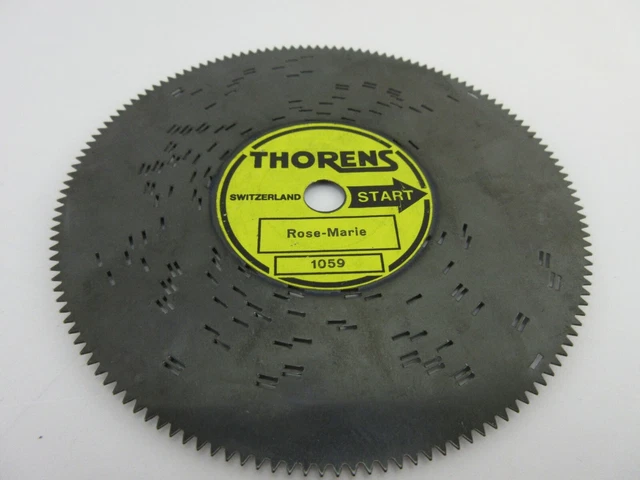 THORENS
SWITZERLAND START
Rose-Marie
1059